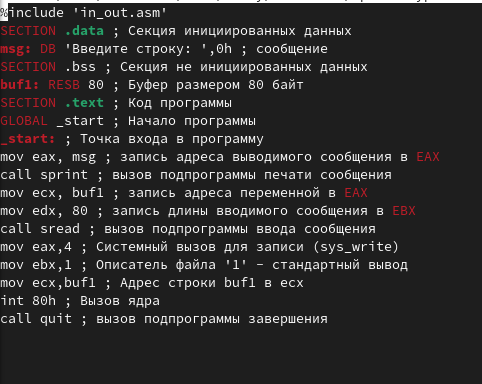 %include 'in_out.asm'
SECTION .data ; Секция инициированных данных
msg: DB 'Введите строку: ',0h ; сообщение
SECTION .bss ; Секция не инициированных данных
buf1: RESB 80 ; Буфер размером 80 байт
SECTION .text ; Код программы
GLOBAL _start ; Начало программы
_start: ; Точка входа в программу
mov eax, msg ; запись адреса выводимого сообщения в EAX
call sprint ; вызов подпрограммы печати сообщения
mov ecx, buf1 ; запись адреса переменной в EAX
mov edx, 80 ; запись длины вводимого сообщения в EBX
call sread ; вызов подпрограммы ввода сообщения
mov eax,4 ; Системный вызов для записи (sys_write)
mov ebx,1 ; Описатель файла '1' - стандартный вывод
mov ecx,buf1 ; Адрес строки buf1 в ecx
int 80h ; Вызов ядра
call quit ; вызов подпрограммы завершения